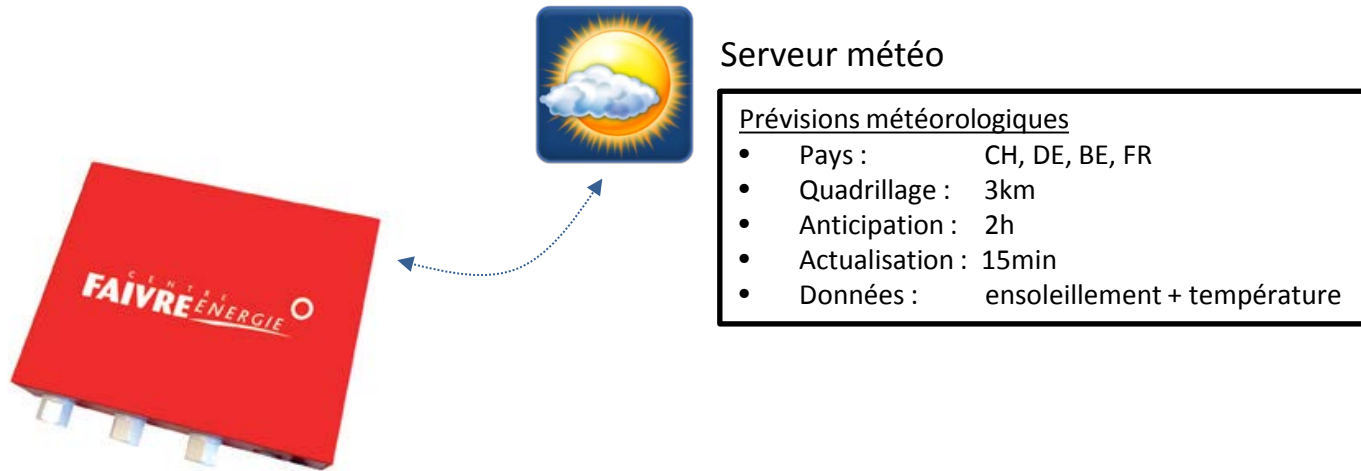 Serveur météo
Prévisions météorologiques
• Pays : CH, DE, BE, FR
• Quadrillage : 3km
• Anticipation : 2h
• Actualisation : 15min
• Données : ensoleillement + température
CENTRE
FAIVRE ÉNERGIE